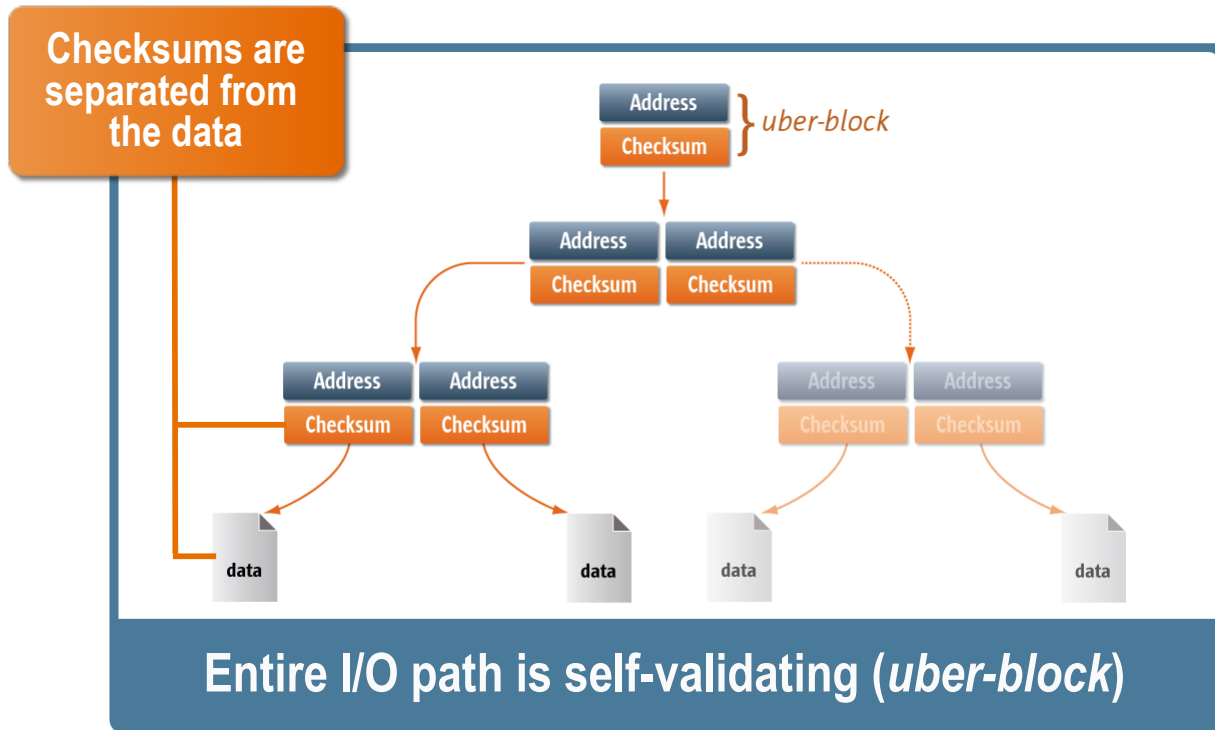 Checksums are
separated from
the data
Address
Checksum
uber-block
Address Address
Checksum Checksum
Address Address Address Address
Checksum Checksum Checksum Checksum
data data data data
Entire I/O path is self-validating (uber-block)